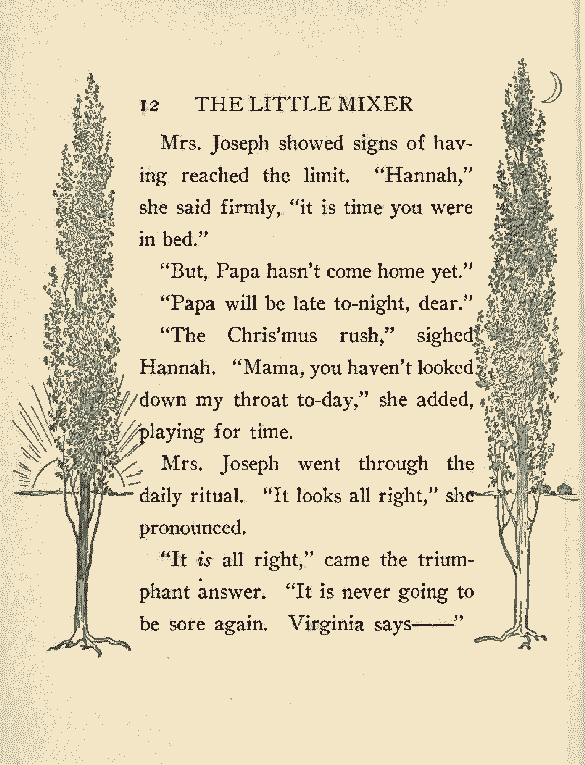 12 THE LITTLE MIXER
Mrs. Joseph showed signs of hav-
ing reached the limit. “Hannah,”
she said firmly, “it is time you were
in bed.”
“But, Papa hasn’t come home yet.”
“Papa will be late to-night, dear.”
“The Chris’mus rush,” sighed
Hannah. “Mama, you haven’t looked
down my throat to-day,” she added,
playing for time.
Mrs. Joseph went through the
daily ritual. “It looks all right,” she
pronounced.
“It is all right,” came the trium-
phant answer. “It is never going to
be sore again. Virginia says——”